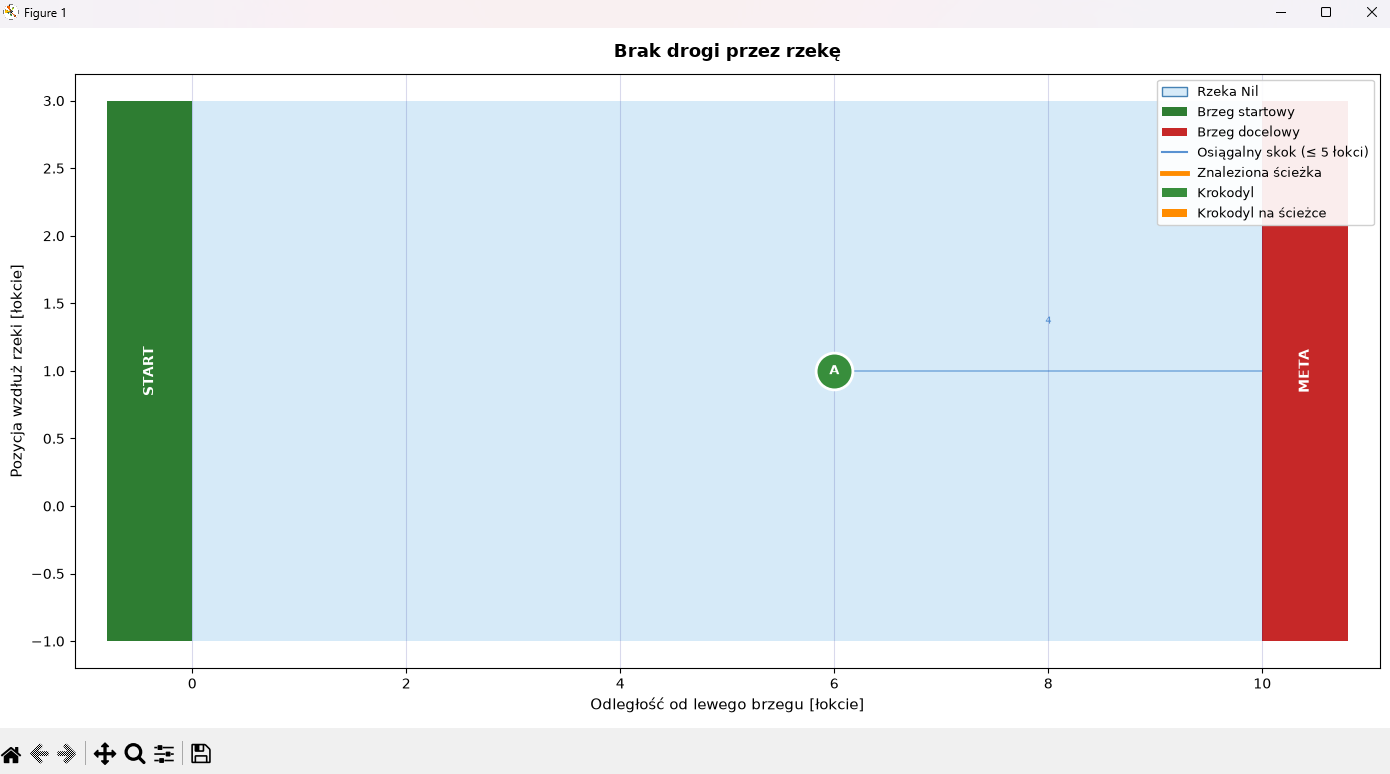 Figure 1
Brak drogi przez rzekę
Rzeka Nil
Brzeg startowy
Brzeg docelowy
Osiągalny skok (≤ 5 łokci)
Znaleziona ścieżka
Krokodyl
Krokodyl na ścieżce
3.0
2.5
2.0
1.5
1.0
0.5
0.0
−0.5
−1.0
Pozycja wzdłuż rzeki [łokcie]
START
A
4
META
0
2
4
6
8
10
Odległość od lewego brzegu [łokcie]